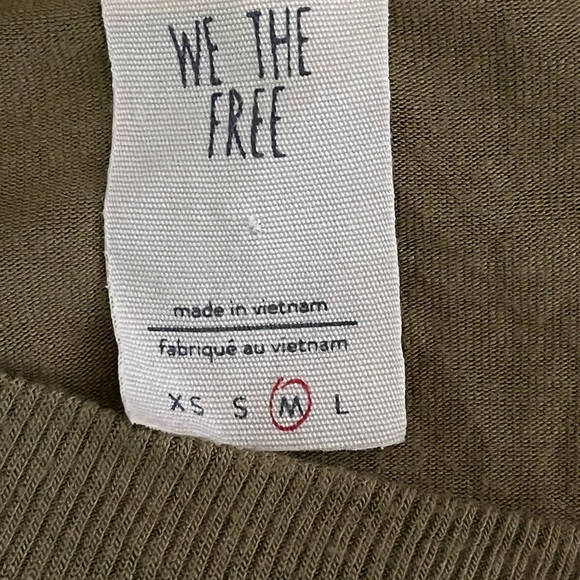 WE THE
FREE
made in vietnam
fabriqué au vietnam
XS S M L